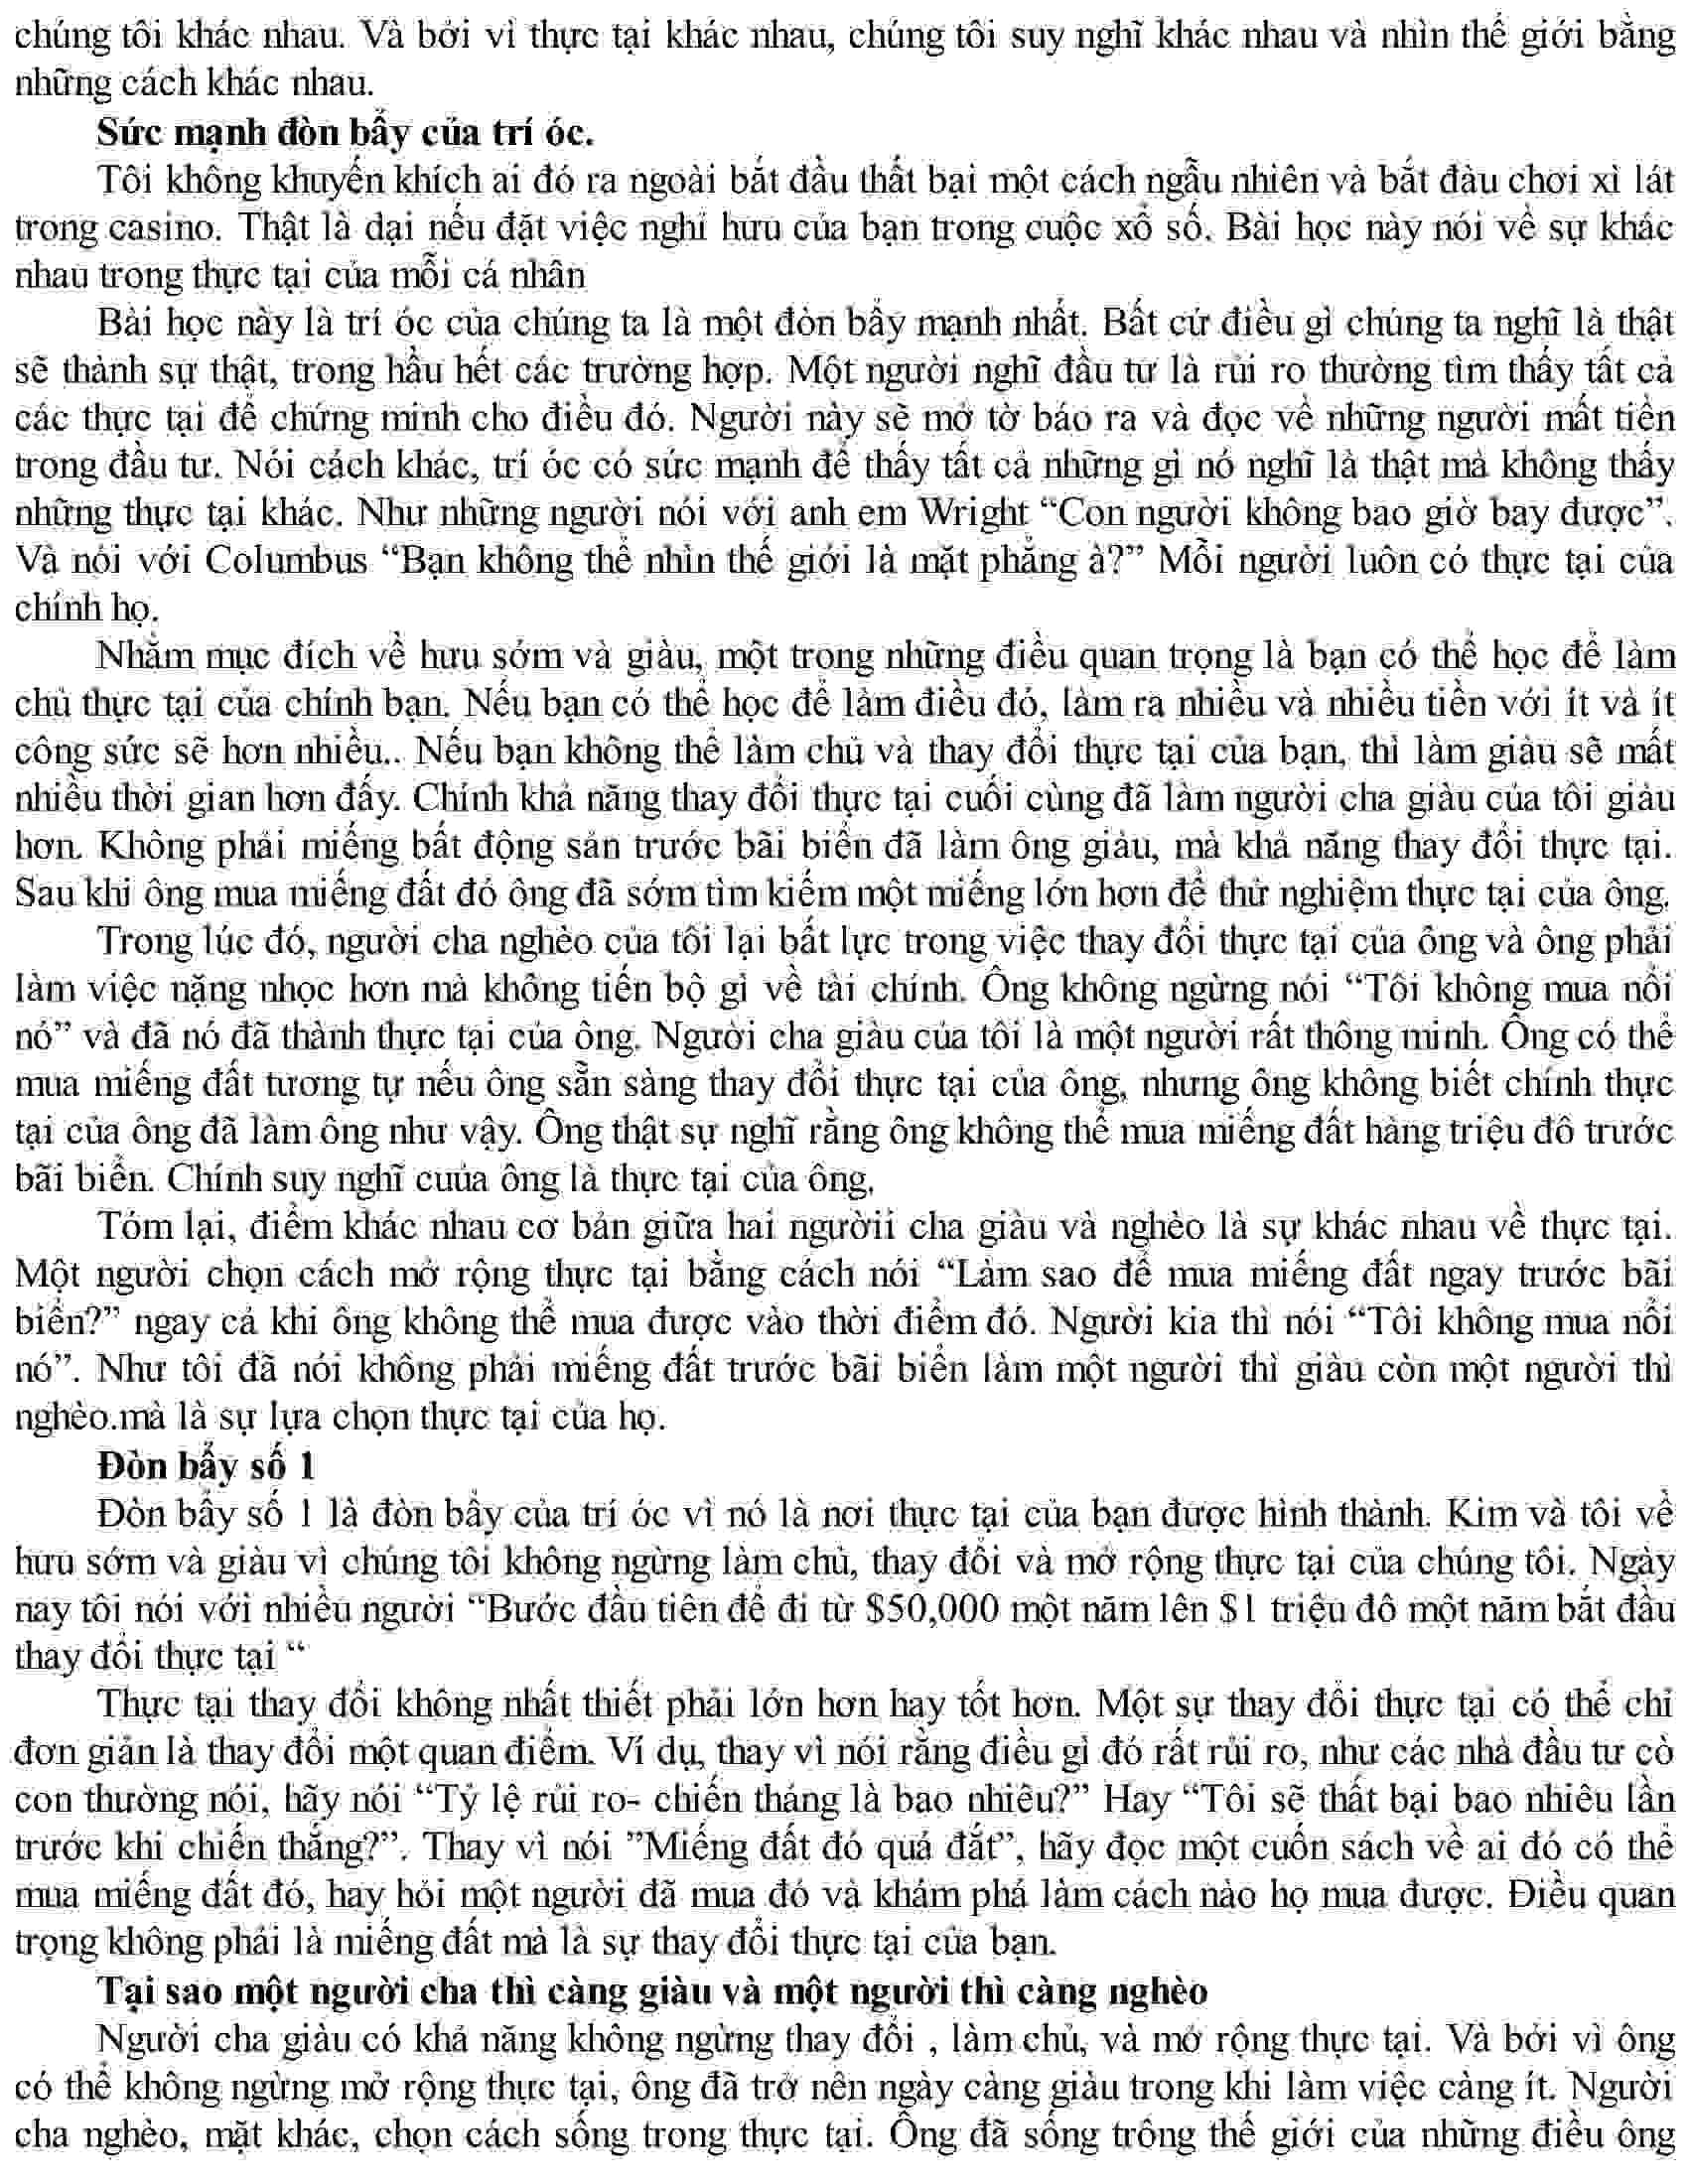 chúng tôi khác nhau. Và bởi vì thực tại khác nhau, chúng tôi suy nghĩ khác nhau và nhìn thế giới bằng
những cách khác nhau.
Sức mạnh đòn bẩy của trí óc.
Tôi không khuyến khích ai đó ra ngoài bắt đầu thất bại một cách ngẫu nhiên và bắt đàu chơi xì lát
trong casino. Thật là dại nếu đặt việc nghỉ hưu của bạn trong cuộc xổ số. Bài học này nói về sự khác
nhau trong thực tại của mỗi cá nhân
Bài học này là trí óc của chúng ta là một đòn bẩy mạnh nhất. Bất cứ điều gì chúng ta nghĩ là thật
sẽ thành sự thật, trong hầu hết các trường hợp. Một người nghĩ đầu tư là rủi ro thường tìm thấy tất cả
các thực tại để chứng minh cho điều đó. Người này sẽ mở tờ báo ra và đọc về những người mất tiền
trong đầu tư. Nói cách khác, trí óc có sức mạnh để thấy tất cả những gì nó nghĩ là thật mà không thấy
những thực tại khác. Như những người nói với anh em Wright “Con người không bao giờ bay được”.
Và nói với Columbus “Bạn không thể nhìn thế giới là mặt phẳng à?” Mỗi người luôn có thực tại của
chính họ.
Nhằm mục đích về hưu sớm và giàu, một trong những điều quan trọng là bạn có thể học để làm
chủ thực tại của chính bạn. Nếu bạn có thể học để làm điều đó, làm ra nhiều và nhiều tiền với ít và ít
công sức sẽ hơn nhiều.. Nếu bạn không thể làm chủ và thay đổi thực tại của bạn, thì làm giàu sẽ mất
nhiều thời gian hơn đấy. Chính khả năng thay đổi thực tại cuối cùng đã làm người cha giàu của tôi giàu
hơn. Không phải miếng bất động sản trước bãi biển đã làm ông giàu, mà khả năng thay đổi thực tại.
Sau khi ông mua miếng đất đó ông đã sớm tìm kiếm một miếng lớn hơn để thử nghiệm thực tại của ông.
Trong lúc đó, người cha nghèo của tôi lại bất lực trong việc thay đổi thực tại của ông và ông phải
làm việc nặng nhọc hơn mà không tiến bộ gì về tài chính. Ông không ngừng nói “Tôi không mua nổi
nó” và đã nó đã thành thực tại của ông. Người cha giàu của tôi là một người rất thông minh. Ông có thể
mua miếng đất tương tự nếu ông sẵn sàng thay đổi thực tại của ông, nhưng ông không biết chính thực
tại của ông đã làm ông như vậy. Ông thật sự nghĩ rằng ông không thể mua miếng đất hàng triệu đô trước
bãi biển. Chính suy nghĩ cuủa ông là thực tại của ông.
Tóm lại, điểm khác nhau cơ bản giữa hai ngườii cha giàu và nghèo là sự khác nhau về thực tại.
Một người chọn cách mở rộng thực tại bằng cách nói “Làm sao để mua miếng đất ngay trước bãi
biển?” ngay cả khi ông không thể mua được vào thời điểm đó. Người kia thì nói “Tôi không mua nổi
nó”. Như tôi đã nói không phải miếng đất trước bãi biển làm một người thì giàu còn một người thì
nghèo.mà là sự lựa chọn thực tại của họ.
Đòn bẩy số 1
Đòn bẩy số 1 là đòn bẩy của trí óc vì nó là nơi thực tại của bạn được hình thành. Kim và tôi về
hưu sớm và giàu vì chúng tôi không ngừng làm chủ, thay đổi và mở rộng thực tại của chúng tôi. Ngày
nay tôi nói với nhiều người “Bước đầu tiên để đi từ $50,000 một năm lên $1 triệu đô một năm bắt đầu
thay đổi thực tại “
Thực tại thay đổi không nhất thiết phải lớn hơn hay tốt hơn. Một sự thay đổi thực tại có thể chỉ
đơn giản là thay đổi một quan điểm. Ví dụ, thay vì nói rằng điều gì đó rất rủi ro, như các nhà đầu tư cò
con thường nói, hãy nói “Tỷ lệ rủi ro- chiến tháng là bao nhiêu?” Hay “Tôi sẽ thất bại bao nhiêu lần
trước khi chiến thắng?”. Thay vì nói ”Miếng đất đó quá đắt”, hãy đọc một cuốn sách về ai đó có thể
mua miếng đất đó, hay hỏi một người đã mua đó và khám phá làm cách nào họ mua được. Điều quan
trọng không phải là miếng đất mà là sự thay đổi thực tại của bạn.
Tại sao một người cha thì càng giàu và một người thì càng nghèo
Người cha giàu có khả năng không ngừng thay đổi , làm chủ, và mở rộng thực tại. Và bởi vì ông
có thể không ngừng mở rộng thực tại, ông đã trở nên ngày càng giàu trong khi làm việc càng ít. Người
cha nghèo, mặt khác, chọn cách sống trong thực tại. Ông đã sống trông thế giới của những điều ông